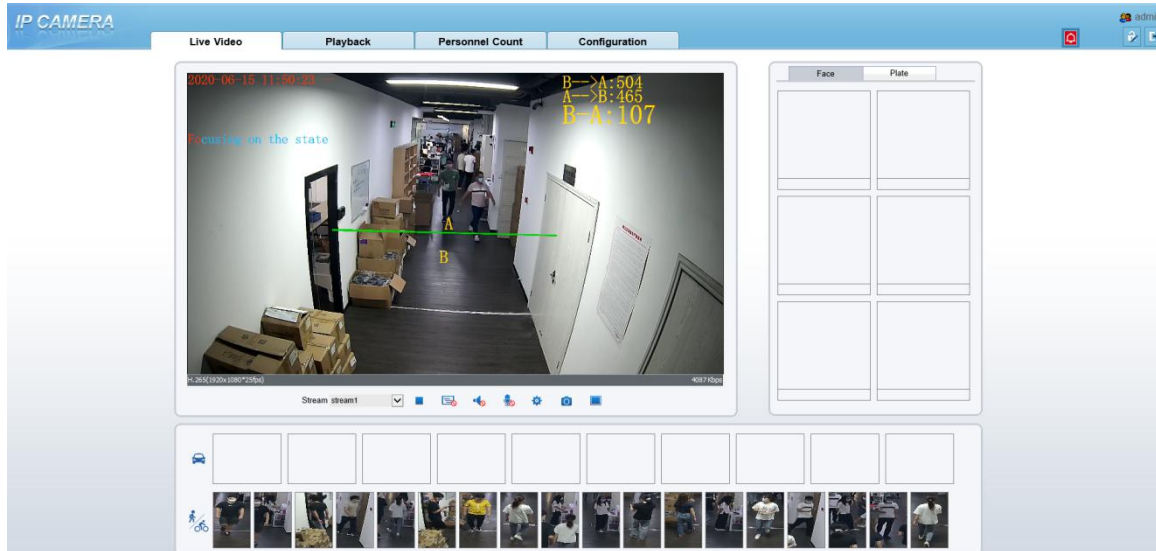 IP CAMERA
admi
Live Video
Playback
Personnel Count
Configuration
2020-06-15 11:50:23
B-->A:504
A-->B:465
B-A:107
Focusing on the state
A
B
H.265(1920x1080*25fps)
4087 Kbps
Stream stream1
Face
Plate